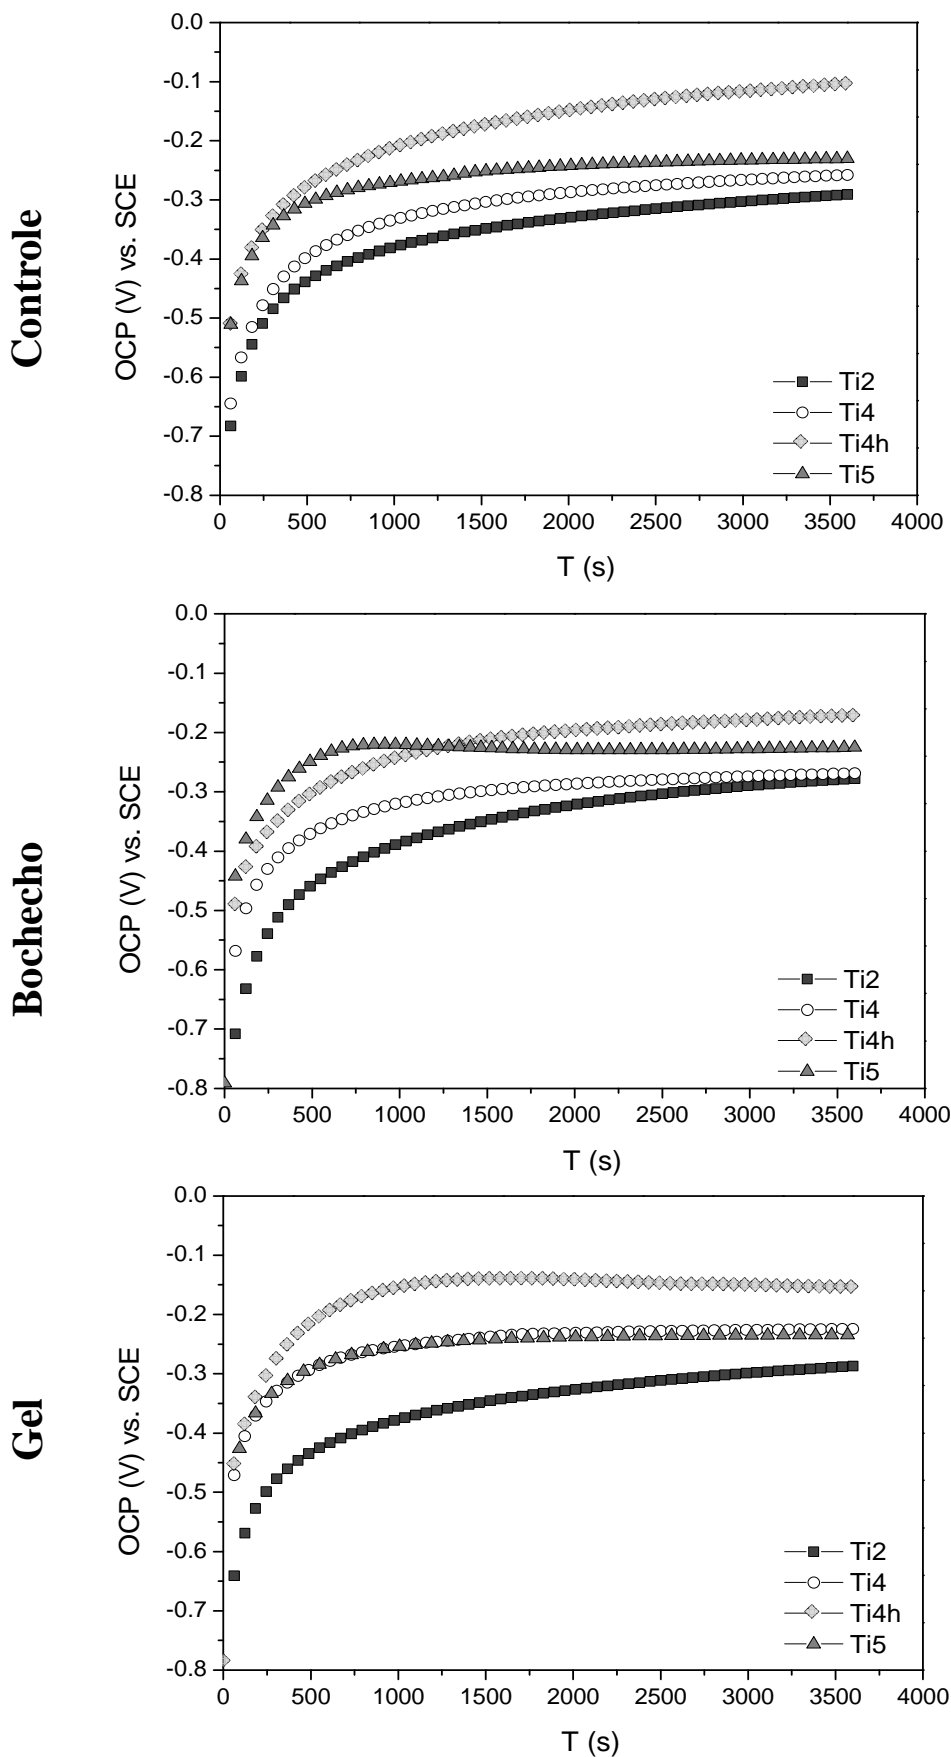 Controle
OCP (V) vs. SCE
0.0
-0.1
-0.2
-0.3
-0.4
-0.5
-0.6
-0.7
-0.8
Ti2
Ti4
Ti4h
Ti5
0 500 1000 1500 2000 2500 3000 3500 4000
T (s)
Bochecho
OCP (V) vs. SCE
0.0
-0.1
-0.2
-0.3
-0.4
-0.5
-0.6
-0.7
-0.8
Ti2
Ti4
Ti4h
Ti5
0 500 1000 1500 2000 2500 3000 3500 4000
T (s)
Gel
OCP (V) vs. SCE
0.0
-0.1
-0.2
-0.3
-0.4
-0.5
-0.6
-0.7
-0.8
Ti2
Ti4
Ti4h
Ti5
0 500 1000 1500 2000 2500 3000 3500 4000
T (s)